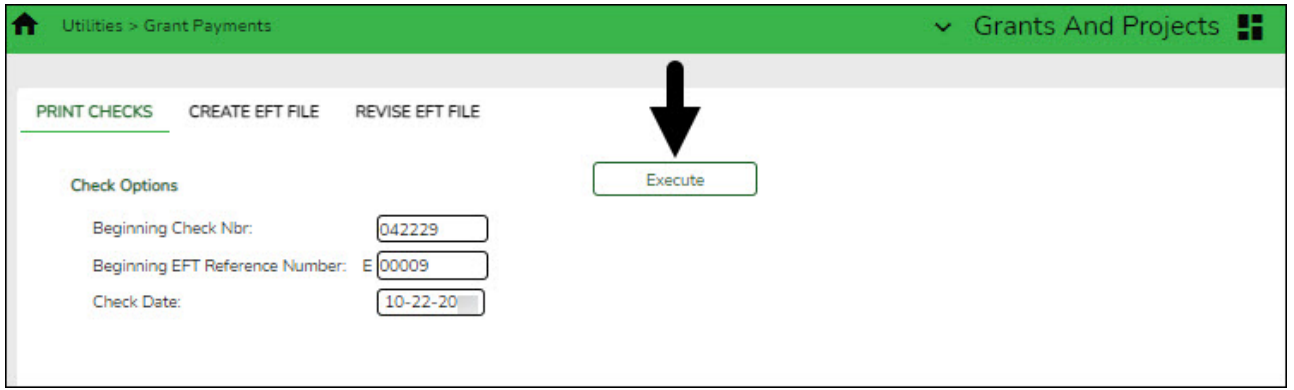 Utilities > Grant Payments
Grants And Projects
PRINT CHECKS CREATE EFT FILE REVISE EFT FILE
Execute
Check Options
Beginning Check Nbr: 042229
Beginning EFT Reference Number: E 00009
Check Date: 10-22-20